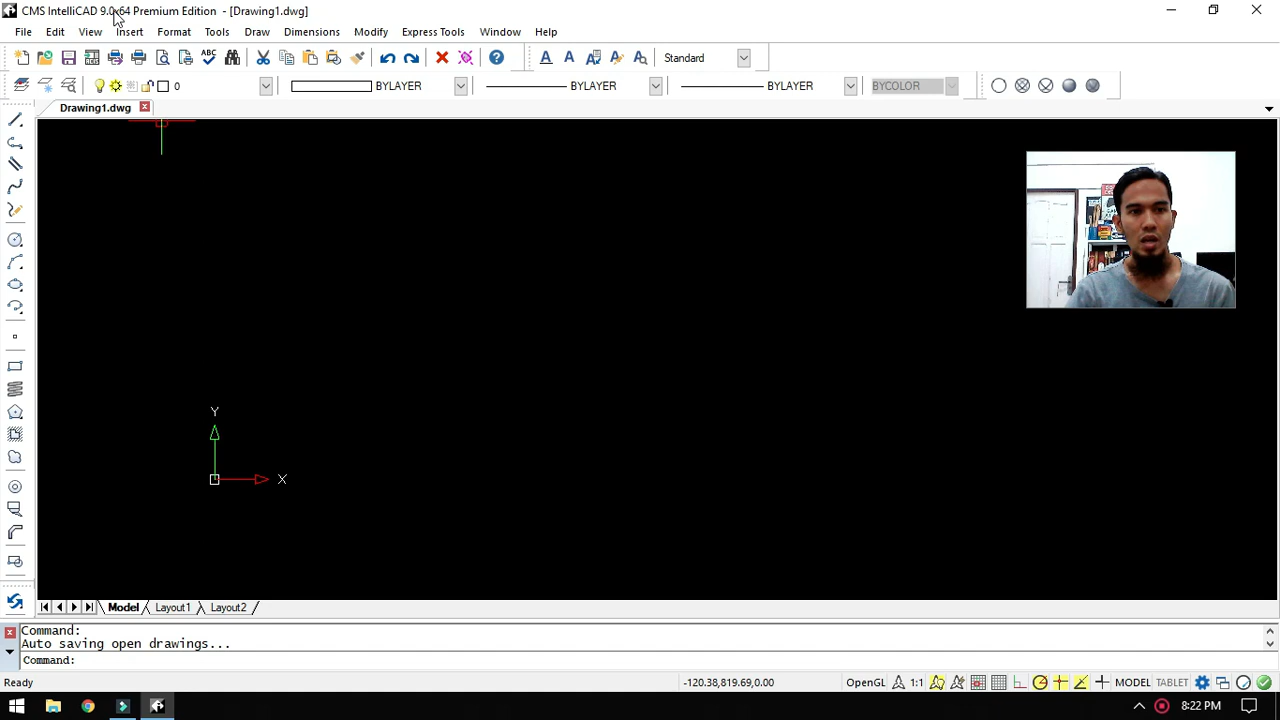 CMS IntelliCAD 9.0 x64 Premium Edition - [Drawing1.dwg]
File Edit View Insert Format Tools Draw Dimensions Modify Express Tools Window Help
ABC A A Standard
0 BYLAYER BYLAYER BYLAYER BYCOLOR
Drawing1.dwg
Y
X
Model Layout1 Layout2
Command:
Auto saving open drawings...
Command:
Ready -120.38,819.69,0.00 OpenGL 1:1 MODEL TABLET
8:22 PM